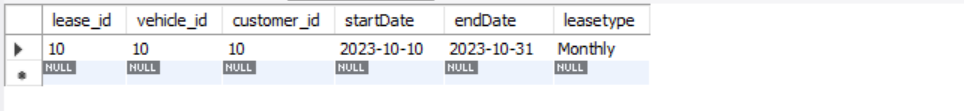 lease_id vehicle_id customer_id startDate endDate leasetype
10 10 10 2023-10-10 2023-10-31 Monthly
NULL NULL NULL NULL NULL NULL